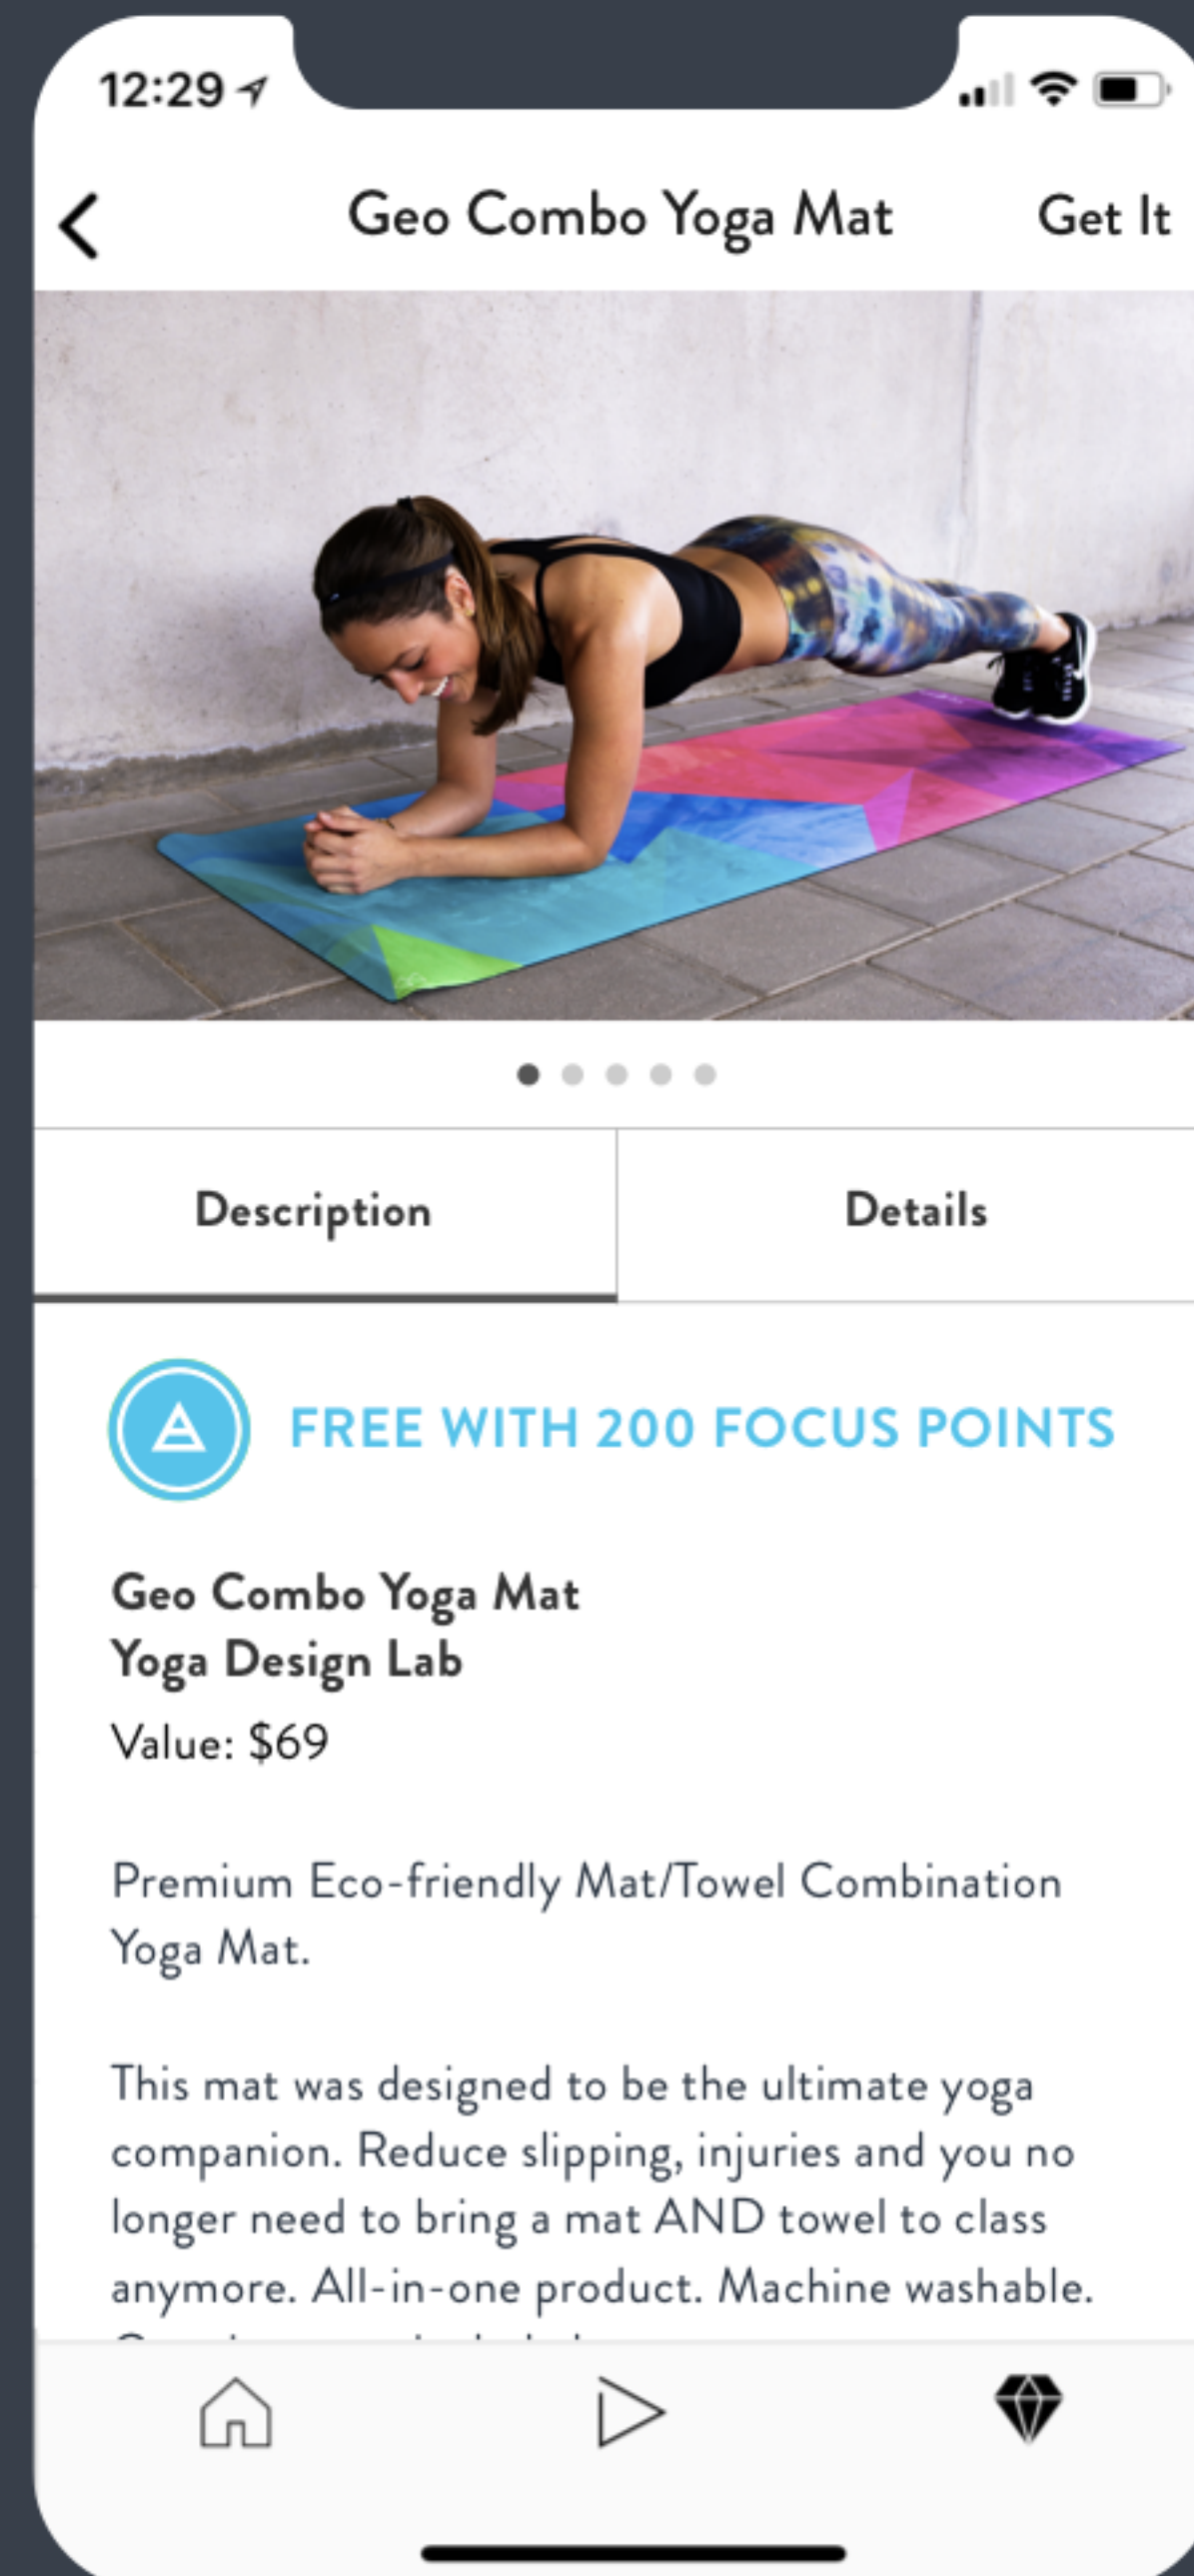 12:29
Geo Combo Yoga Mat
Get It
Description
Details
FREE WITH 200 FOCUS POINTS
Geo Combo Yoga Mat
Yoga Design Lab
Value: $69
Premium Eco-friendly Mat/Towel Combination
Yoga Mat.
This mat was designed to be the ultimate yoga
companion. Reduce slipping, injuries and you no
longer need to bring a mat AND towel to class
anymore. All-in-one product. Machine washable.